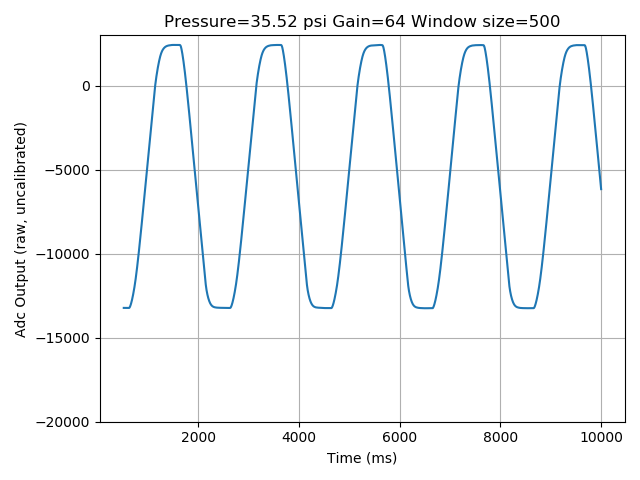 Pressure=35.52 psi Gain=64 Window size=500
0
−5000
−10000
−15000
−20000
Adc Output (raw, uncalibrated)
2000 4000 6000 8000 10000
Time (ms)